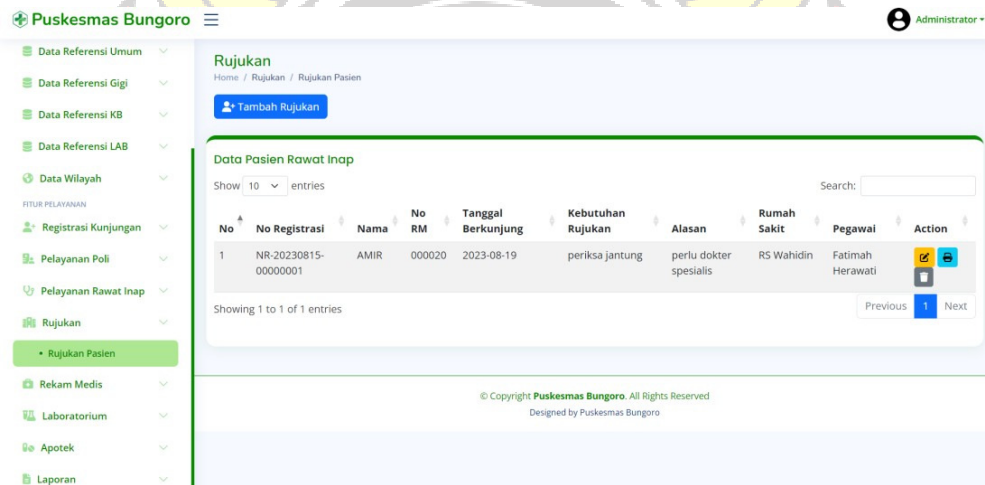 Puskesmas Bungoro
Administrator
Data Referensi Umum
Data Referensi Gigi
Data Referensi KB
Data Referensi LAB
Data Wilayah
FITUR PELAYANAN
Registrasi Kunjungan
Pelayanan Poli
Pelayanan Rawat Inap
Rujukan
• Rujukan Pasien
Rekam Medis
Laboratorium
Apotek
Laporan
Rujukan
Home / Rujukan / Rujukan Pasien
Tambah Rujukan
Data Pasien Rawat Inap
Show 10 entries
Search:
No No Registrasi Nama No RM Tanggal Berkunjung Kebutuhan Rujukan Alasan Rumah Sakit Pegawai Action
1 NR-20230815-00000001 AMIR 000020 2023-08-19 periksa jantung perlu dokter spesialis RS Wahidin Fatimah Herawati
Showing 1 to 1 of 1 entries
Previous 1 Next
© Copyright Puskesmas Bungoro. All Rights Reserved
Designed by Puskesmas Bungoro